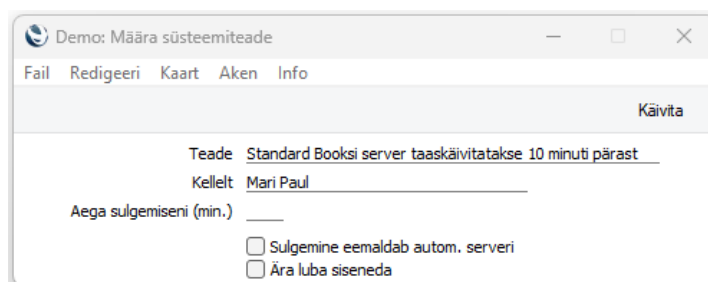 Demo: Määra süsteemiteade
Fail Redigeeri Kaart Aken Info
Käivita
Teade Standard Booksi server taaskäivitatakse 10 minuti pärast
Kellelt Mari Paul
Aega sulgemiseni (min.)
Sulgemine eemaldab autom. serveri
Ära luba siseneda